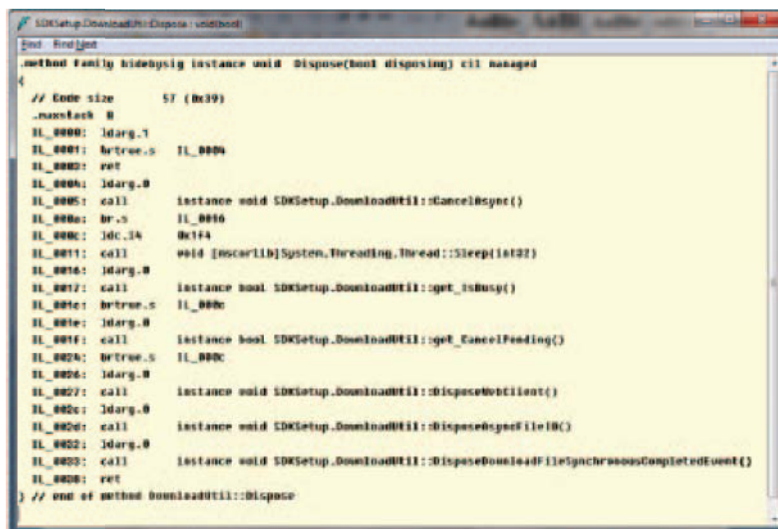 SDKSetup.DownloadUtil::Dispose : void(bool)
Find Find Next
.method family hidebysig instance void Dispose(bool disposing) cil managed
{
// Code size 57 (0x39)
.maxstack 8
IL_0000: ldarg.1
IL_0001: brtrue.s IL_0004
IL_0003: ret
IL_0004: ldarg.0
IL_0005: call instance void SDKSetup.DownloadUtil::CancelAsync()
IL_000a: br.s IL_0016
IL_000c: ldc.i4 0x1f4
IL_0011: call void [mscorlib]System.Threading.Thread::Sleep(int32)
IL_0016: ldarg.0
IL_0017: call instance bool SDKSetup.DownloadUtil::get_IsBusy()
IL_001c: brtrue.s IL_000c
IL_001e: ldarg.0
IL_001f: call instance bool SDKSetup.DownloadUtil::get_CancelPending()
IL_0024: brtrue.s IL_000c
IL_0026: ldarg.0
IL_0027: call instance void SDKSetup.DownloadUtil::DisposeWebClient()
IL_002c: ldarg.0
IL_002d: call instance void SDKSetup.DownloadUtil::DisposeAsyncFileIO()
IL_0032: ldarg.0
IL_0033: call instance void SDKSetup.DownloadUtil::DisposeDownloadFileSynchronousCompletedEvent()
IL_0038: ret
} // end of method DownloadUtil::Dispose